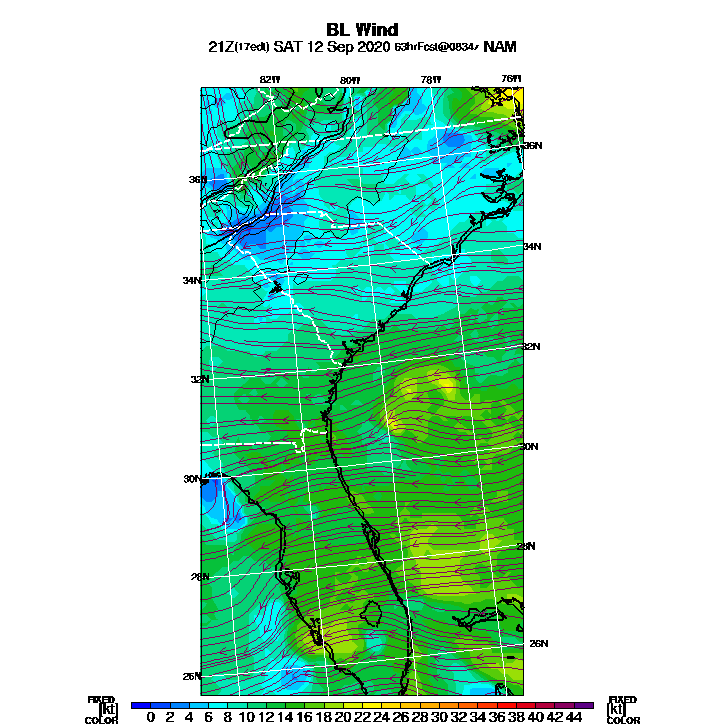 BL Wind
21Z(17edt) SAT 12 Sep 2020 63hrFcst@0834z NAM
82W 80W 78W 76W
36N
36N
34N
34N
32N
32N
30N
30N
28N
28N
26N
26N
FIXED FIXED
[kt] 0 2 4 6 8 10 12 14 16 18 20 22 24 26 28 30 32 34 36 38 40 42 44 [kt]
COLOR COLOR